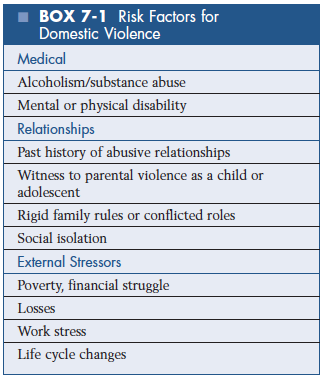 BOX 7-1 Risk Factors for
Domestic Violence
Medical
Alcoholism/substance abuse
Mental or physical disability
Relationships
Past history of abusive relationships
Witness to parental violence as a child or
adolescent
Rigid family rules or conflicted roles
Social isolation
External Stressors
Poverty, financial struggle
Losses
Work stress
Life cycle changes